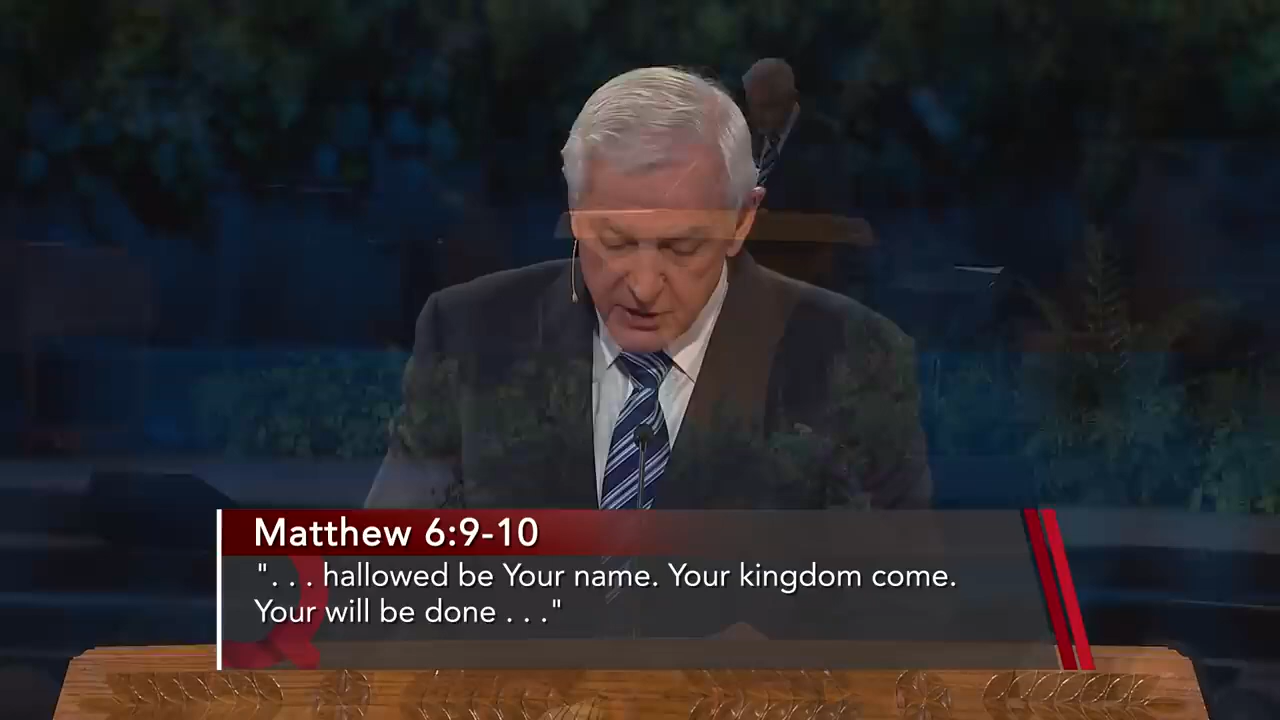 Matthew 6:9-10
". . . hallowed be Your name. Your kingdom come.
Your will be done . . ."